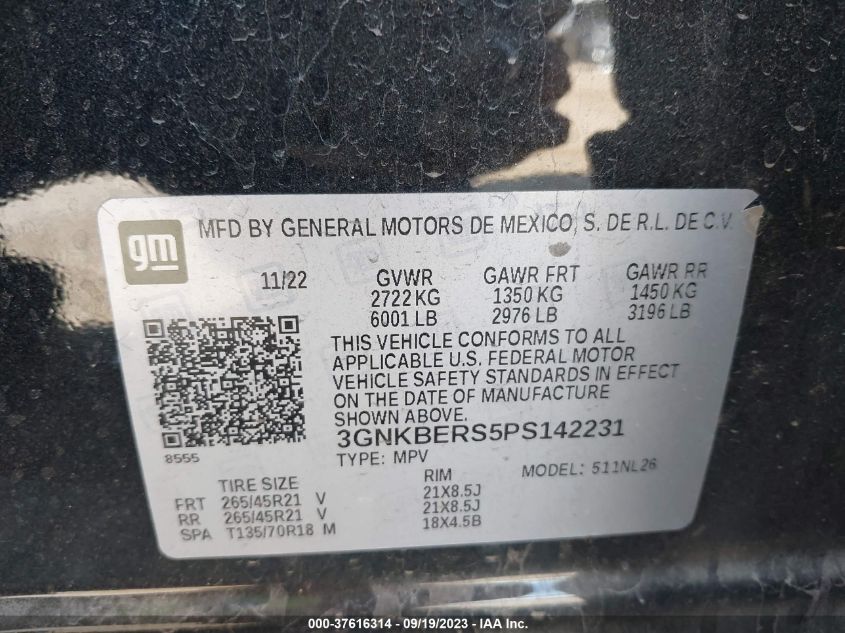 gm
MFD BY GENERAL MOTORS DE MEXICO, S. DE R.L. DE C.V.
11/22 GVWR GAWR FRT GAWR RR
2722 KG 1350 KG 1450 KG
6001 LB 2976 LB 3196 LB
THIS VEHICLE CONFORMS TO ALL
APPLICABLE U.S. FEDERAL MOTOR
VEHICLE SAFETY STANDARDS IN EFFECT
ON THE DATE OF MANUFACTURE
SHOWN ABOVE.
8555
3GNKBERS5PS142231
TYPE: MPV MODEL: 511NL26
TIRE SIZE RIM
FRT 265/45R21 V 21X8.5J
RR 265/45R21 V 21X8.5J
SPA T135/70R18 M 18X4.5B
000-37616314 - 09/19/2023 - IAA Inc.